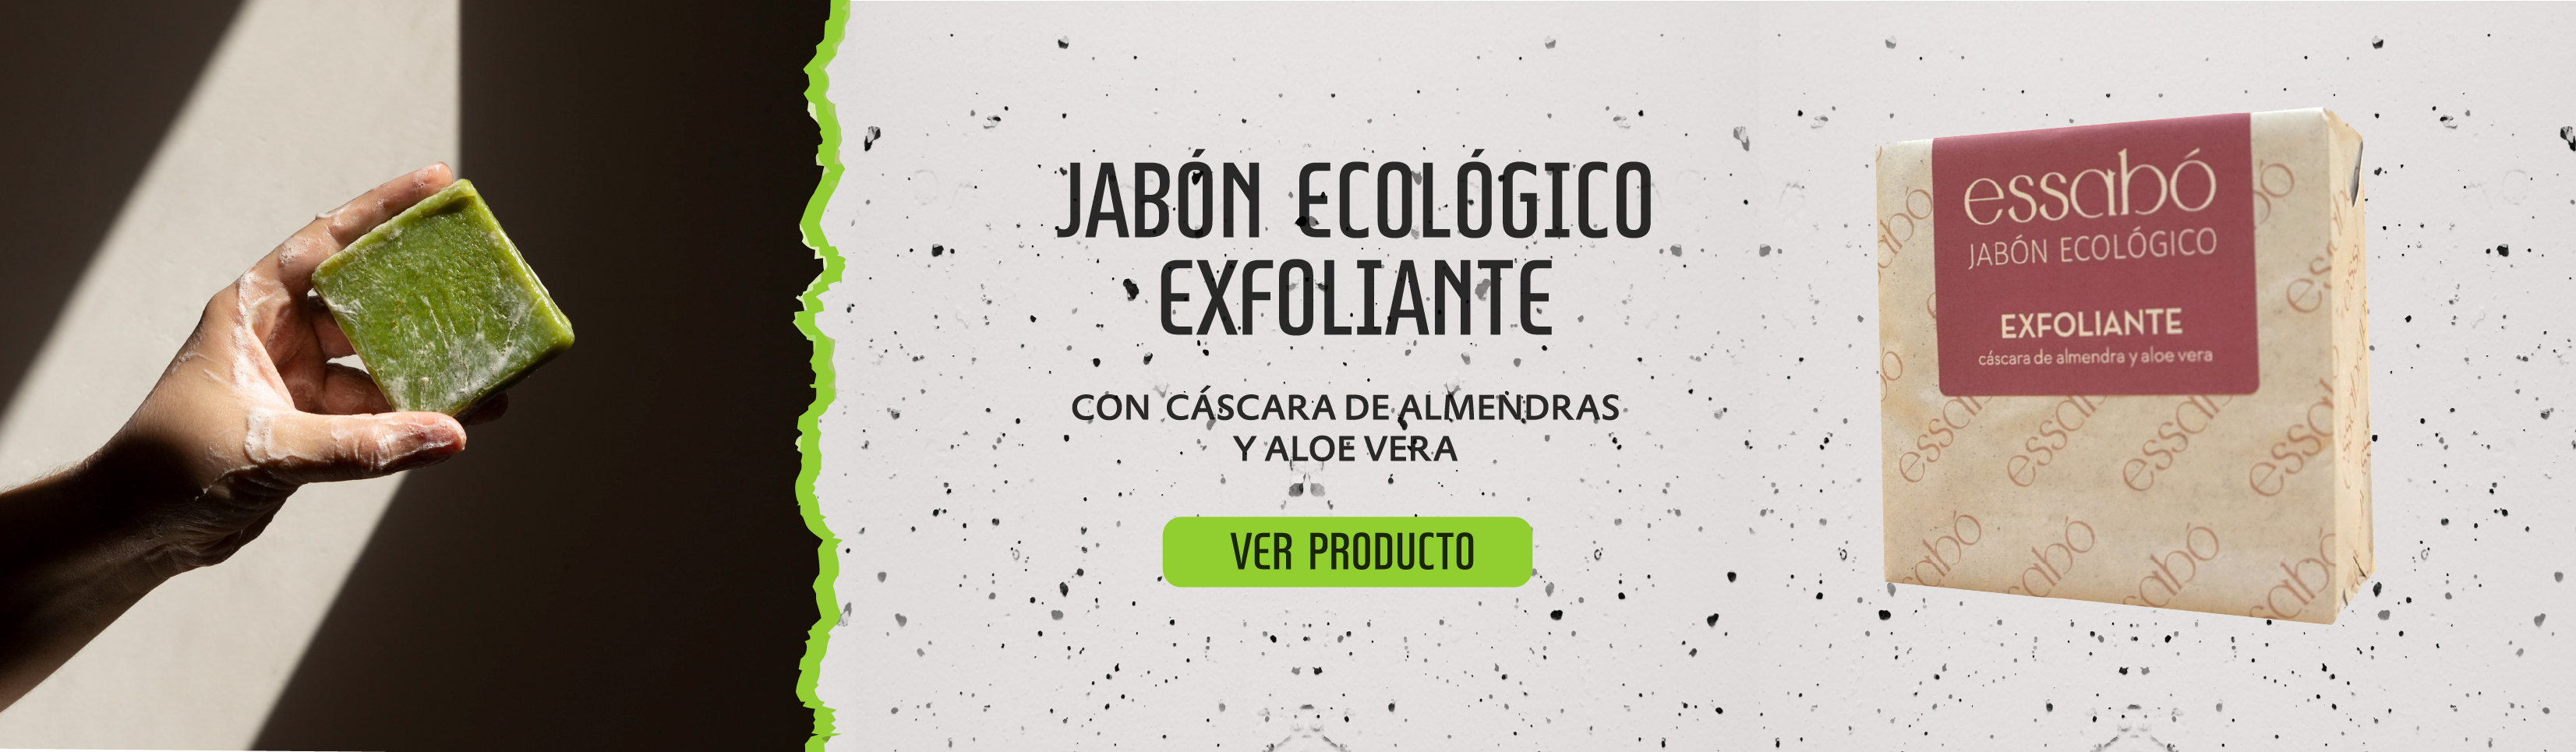 JABÓN ECOLÓGICO
EXFOLIANTE
CON CÁSCARA DE ALMENDRAS
Y ALOE VERA
VER PRODUCTO
essabó
JABÓN ECOLÓGICO
EXFOLIANTE
cáscara de almendra y aloe vera